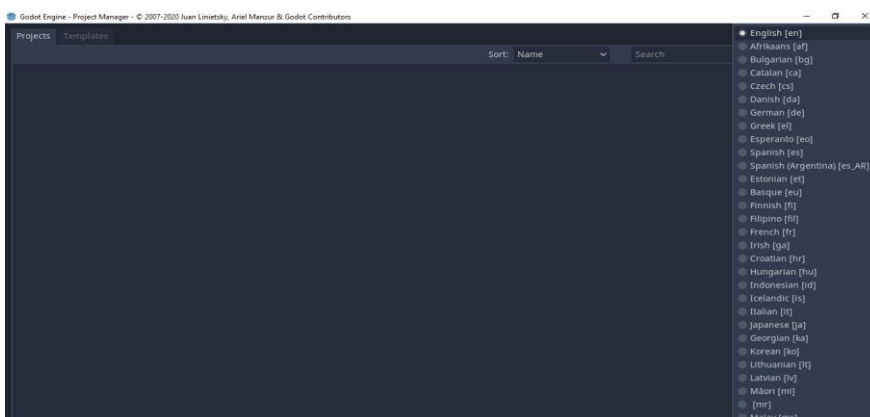 Godot Engine - Project Manager - © 2007-2020 Juan Linietsky, Ariel Manzur & Godot Contributors
Projects Templates
Sort: Name Search
English [en]
Afrikaans [af]
Bulgarian [bg]
Catalan [ca]
Czech [cs]
Danish [da]
German [de]
Greek [el]
Esperanto [eo]
Spanish [es]
Spanish (Argentina) [es_AR]
Estonian [et]
Basque [eu]
Finnish [fi]
Filipino [fil]
French [fr]
Irish [ga]
Croatian [hr]
Hungarian [hu]
Indonesian [id]
Icelandic [is]
Italian [it]
Japanese [ja]
Georgian [ka]
Korean [ko]
Lithuanian [lt]
Latvian [lv]
Māori [mi]
[mr]
Malay [ms]